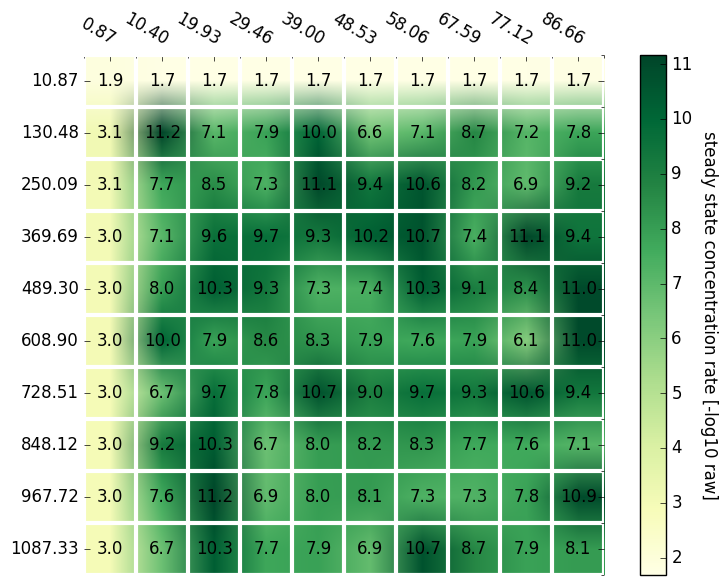 0.87 10.40 19.93 29.46 39.00 48.53 58.06 67.59 77.12 86.66
10.87 1.9 1.7 1.7 1.7 1.7 1.7 1.7 1.7 1.7 1.7
130.48 3.1 11.2 7.1 7.9 10.0 6.6 7.1 8.7 7.2 7.8
250.09 3.1 7.7 8.5 7.3 11.1 9.4 10.6 8.2 6.9 9.2
369.69 3.0 7.1 9.6 9.7 9.3 10.2 10.7 7.4 11.1 9.4
489.30 3.0 8.0 10.3 9.3 7.3 7.4 10.3 9.1 8.4 11.0
608.90 3.0 10.0 7.9 8.6 8.3 7.9 7.6 7.9 6.1 11.0
728.51 3.0 6.7 9.7 7.8 10.7 9.0 9.7 9.3 10.6 9.4
848.12 3.0 9.2 10.3 6.7 8.0 8.2 8.3 7.7 7.6 7.1
967.72 3.0 7.6 11.2 6.9 8.0 8.1 7.3 7.3 7.8 10.9
1087.33 3.0 6.7 10.3 7.7 7.9 6.9 10.7 8.7 7.9 8.1
11
10
9
8
7
6
5
4
3
2
steady state concentration rate [-log10 raw]